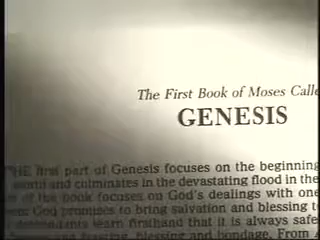 The First Book of Moses Calle
GENESIS
THE first part of Genesis focuses on the beginning
and culminates in the devastating flood in the
of the book focuses on God's dealings with one
God promises to bring salvation and blessing t
learn firsthand that it is always safe
feasting, blessing and bondage. From